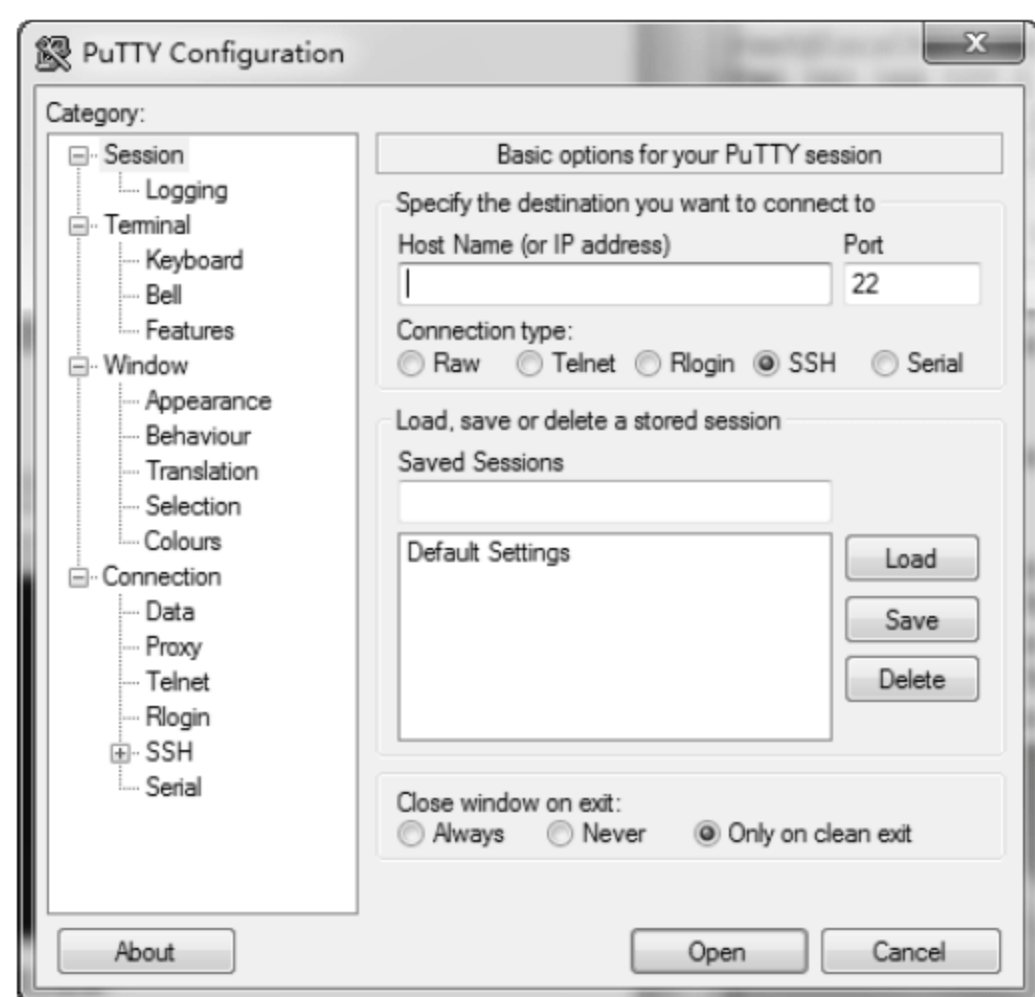 PuTTY Configuration
Category:
Session
Logging
Terminal
Keyboard
Bell
Features
Window
Appearance
Behaviour
Translation
Selection
Colours
Connection
Data
Proxy
Telnet
Rlogin
SSH
Serial
Basic options for your PuTTY session
Specify the destination you want to connect to
Host Name (or IP address) Port
22
Connection type:
Raw Telnet Rlogin SSH Serial
Load, save or delete a stored session
Saved Sessions
Default Settings
Load
Save
Delete
Close window on exit:
Always Never Only on clean exit
About Open Cancel